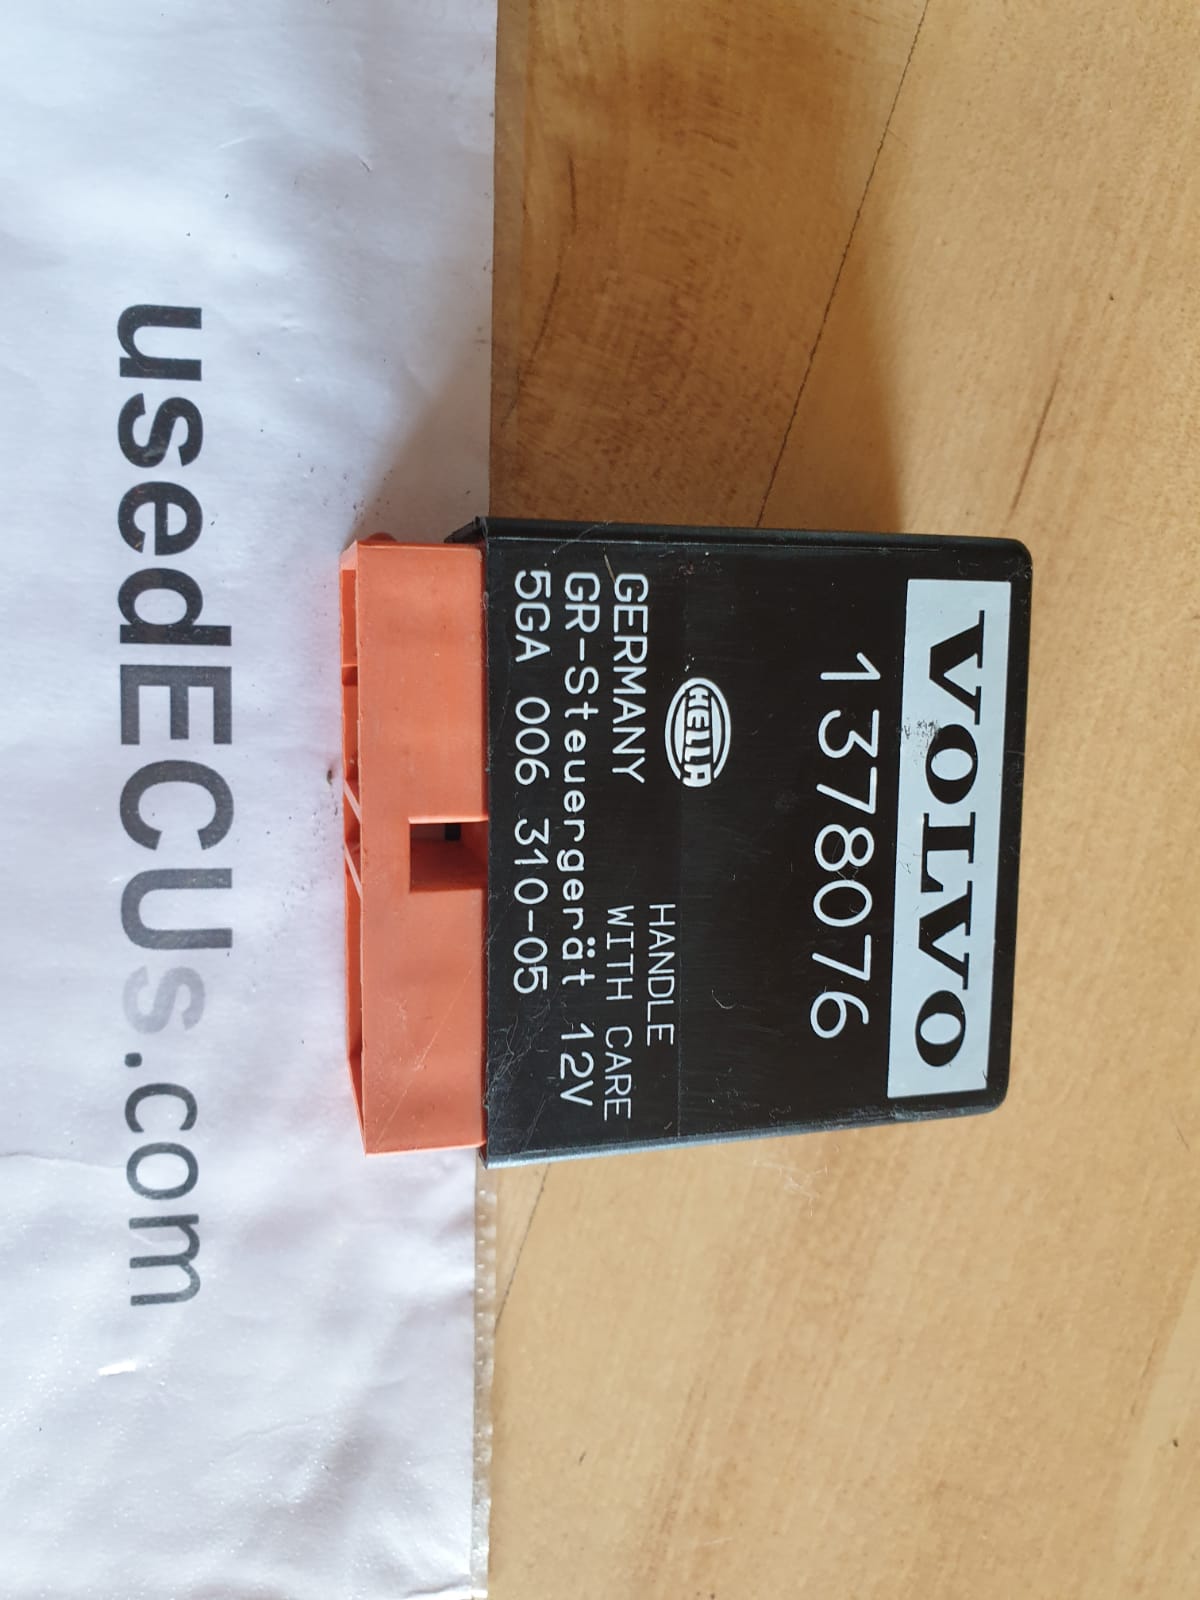 VOLVO
1378076
HELLA
HANDLE
GERMANY WITH CARE
GR-Steuergerät 12V
5GA 006 310-05
usedECUs.com